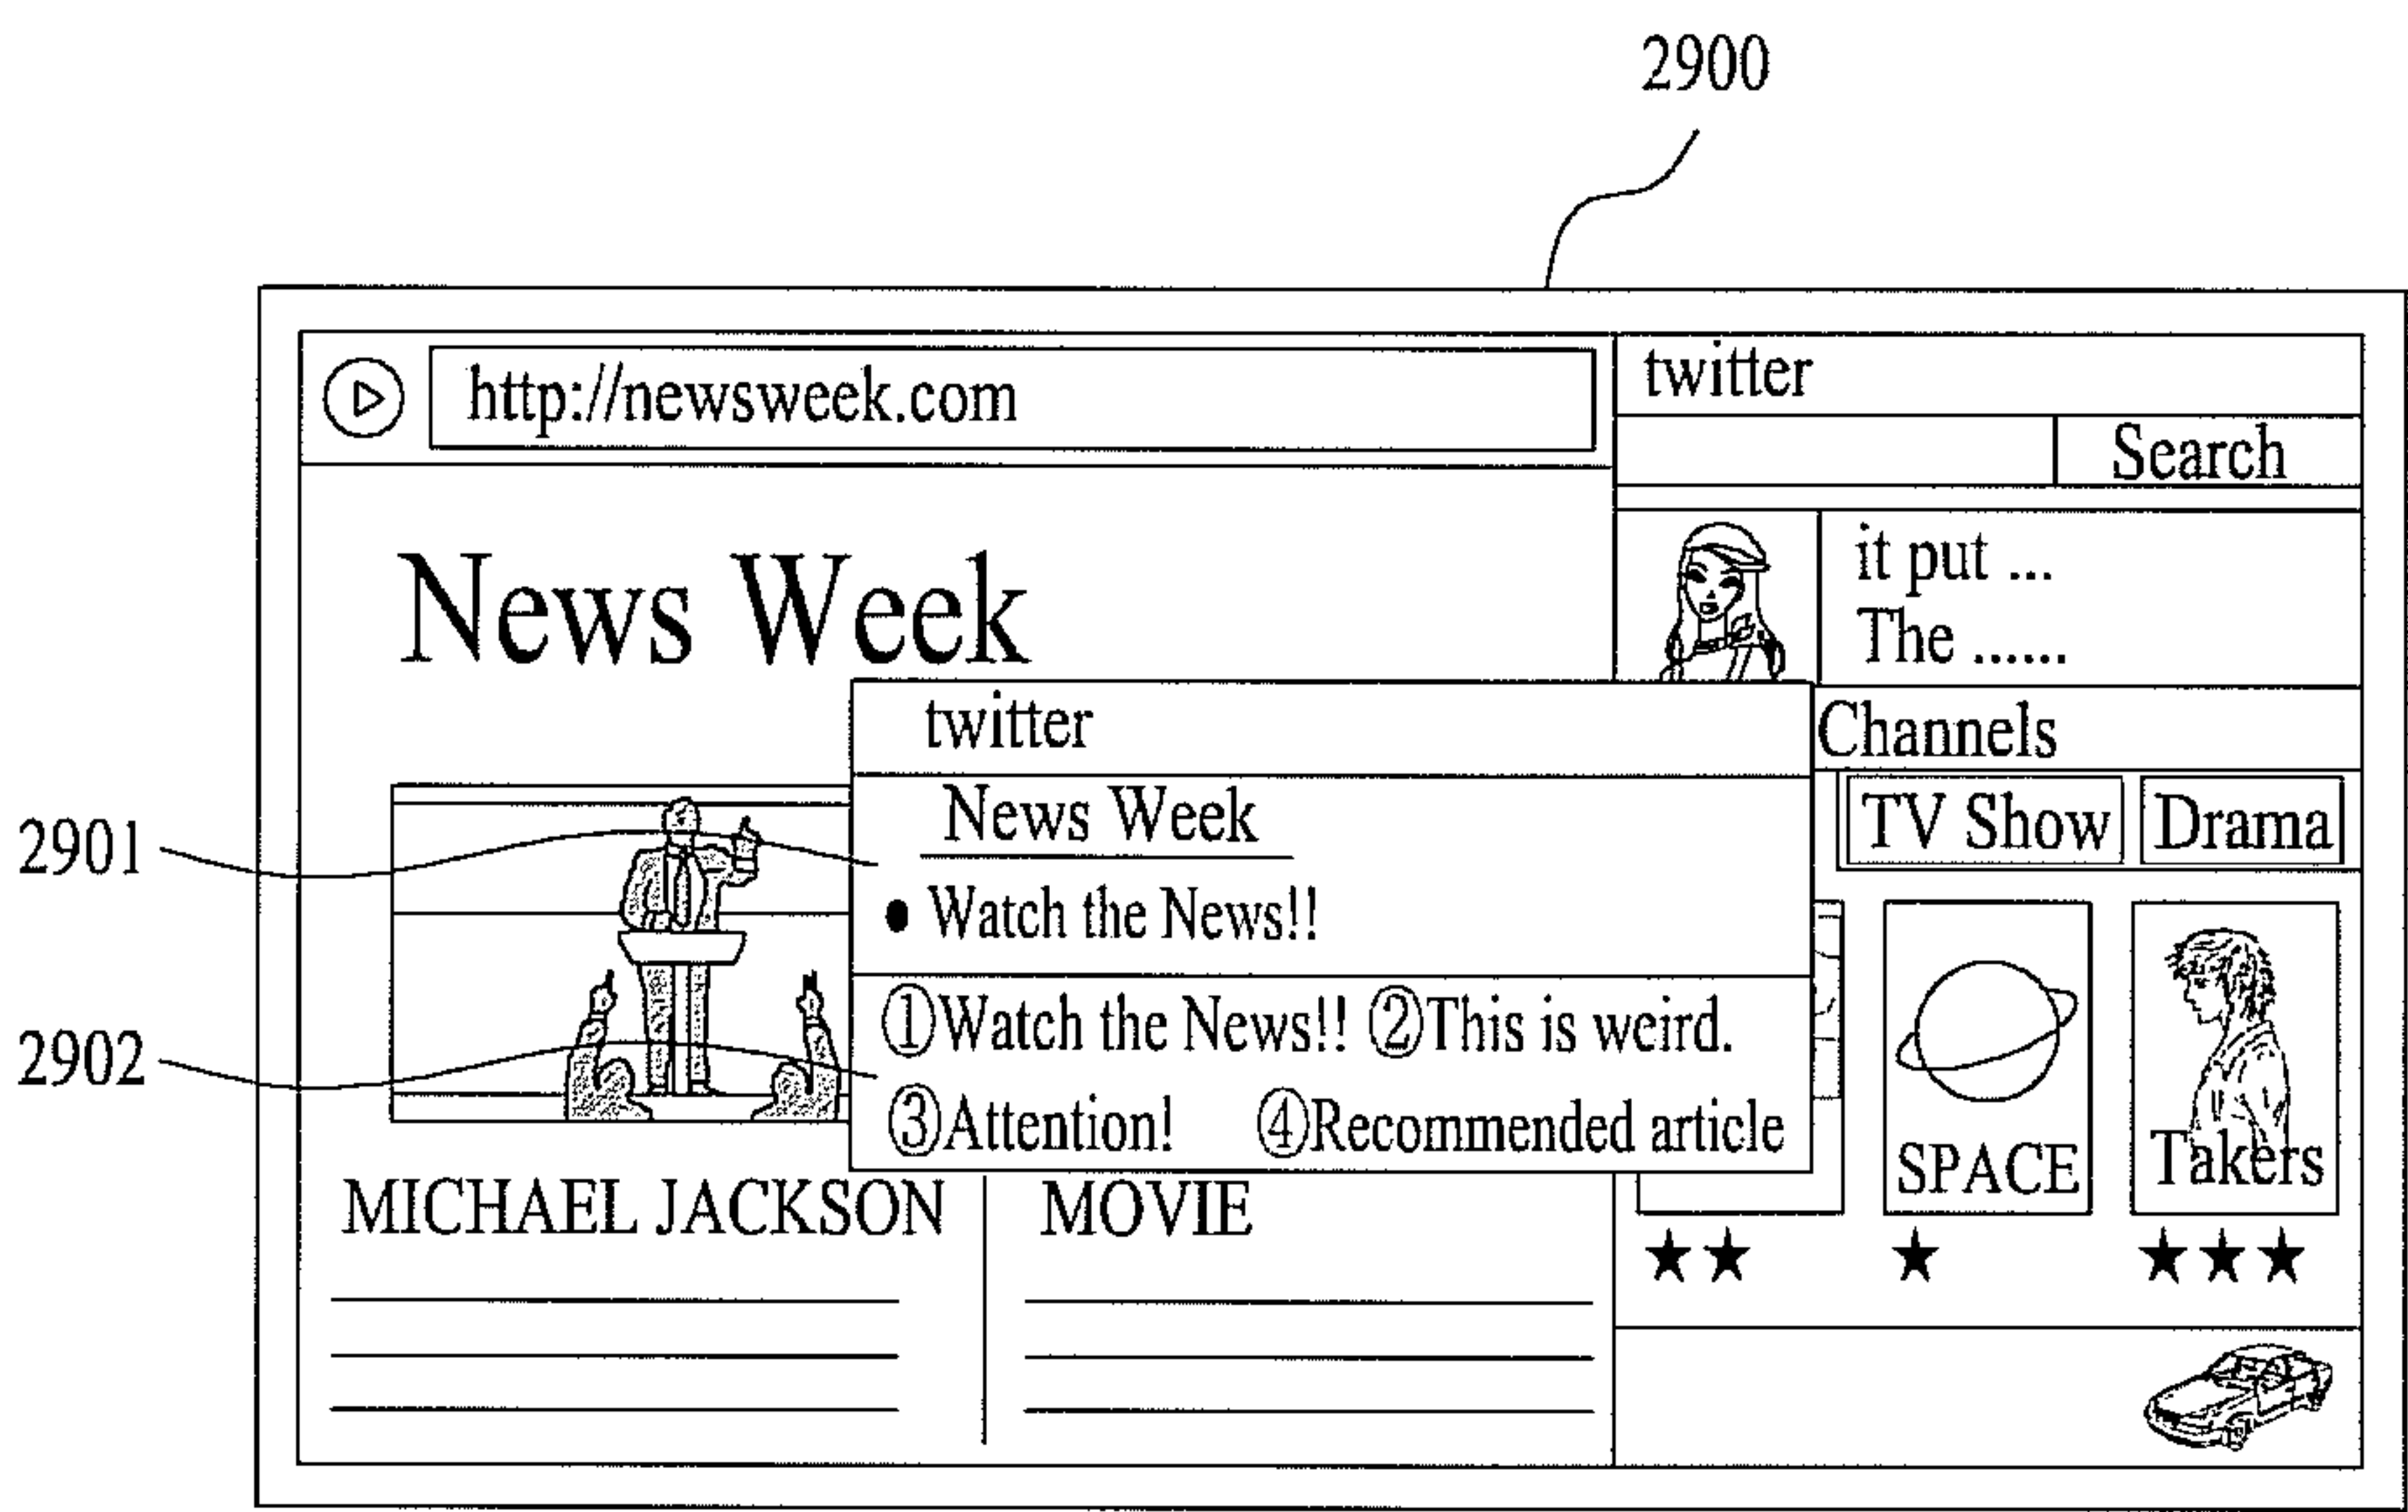 2900
http://newsweek.com
twitter
Search
News Week
it put ...
The ......
twitter
Channels
News Week
TV Show Drama
2901
● Watch the News!!
①Watch the News!! ②This is weird.
2902
③Attention! ④Recommended article
SPACE
Takers
MICHAEL JACKSON
MOVIE
★★
★
★★★